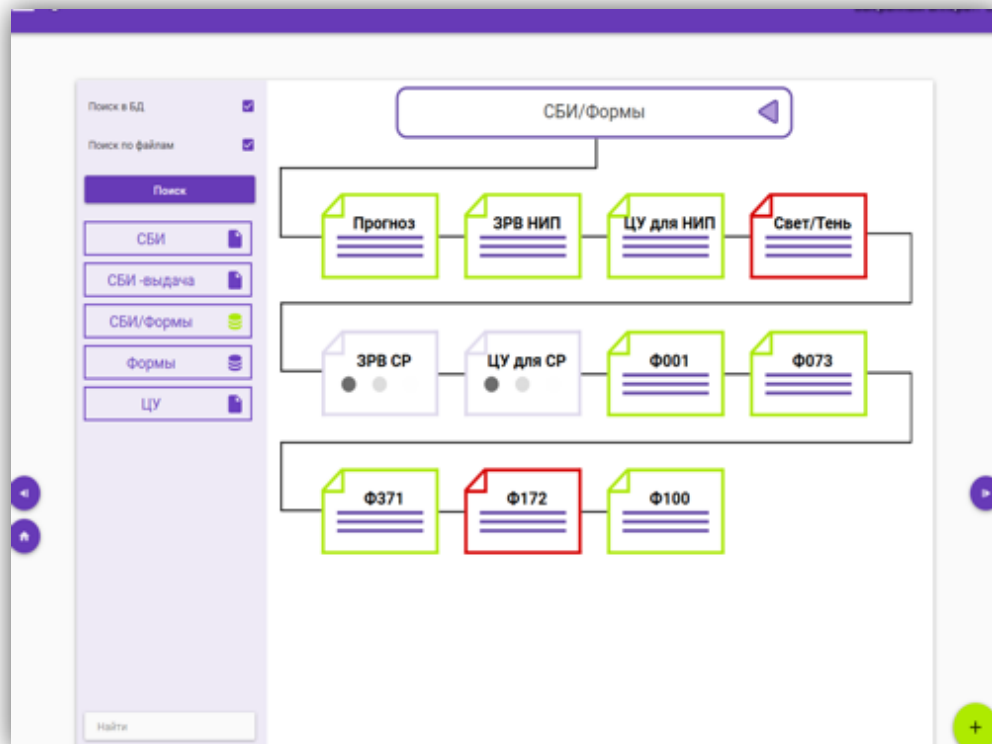 Поиск в БД
Поиск по файлам
Поиск
СБИ
СБИ -выдача
СБИ/Формы
Формы
ЦУ
Найти
СБИ/Формы
Прогноз
ЗРВ НИП
ЦУ для НИП
Свет/Тень
ЗРВ СР
ЦУ для СР
Ф001
Ф073
Ф371
Ф172
Ф100
+